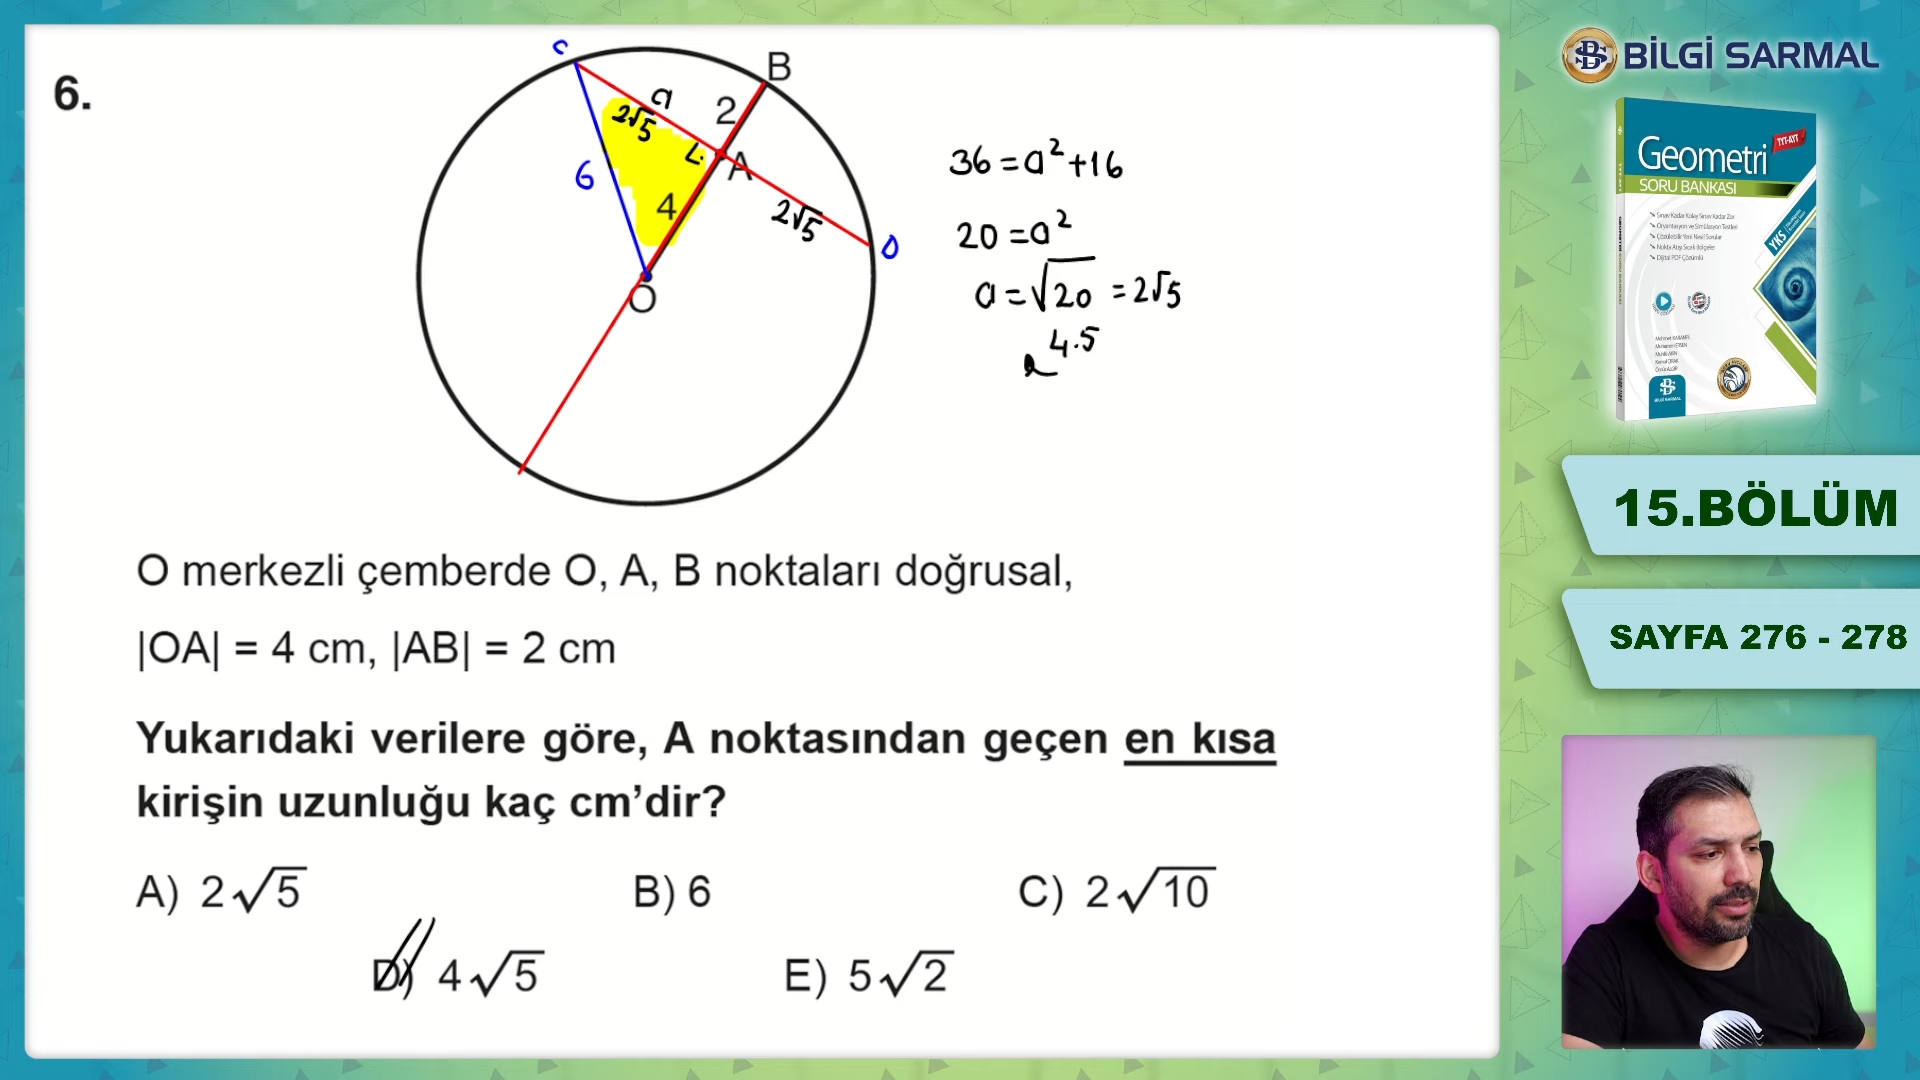 6.
C
B
a
2
2√5
A
6
4
2√5
D
O
36 = a² + 16
20 = a²
a = √20 = 2√5
4.5
O merkezli çemberde O, A, B noktaları doğrusal,
|OA| = 4 cm, |AB| = 2 cm
Yukarıdaki verilere göre, A noktasından geçen en kısa
kirişin uzunluğu kaç cm’dir?
A) 2√5 B) 6 C) 2√10
D) 4√5 E) 5√2
BİLGİ SARMAL
Geometri
TYT-AYT
SORU BANKASI
YKS
15.BÖLÜM
SAYFA 276 - 278